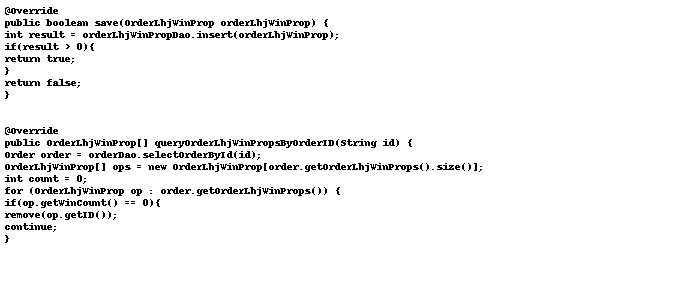 @Override
public boolean save(OrderLhjWinProp orderLhjWinProp) {
int result = orderLhjWinPropDao.insert(orderLhjWinProp);
if(result > 0){
return true;
}
return false;
}
@Override
public OrderLhjWinProp[] queryOrderLhjWinPropsByOrderID(String id) {
Order order = orderDao.selectOrderById(id);
OrderLhjWinProp[] ops = new OrderLhjWinProp[order.getOrderLhjWinProps().size()];
int count = 0;
for (OrderLhjWinProp op : order.getOrderLhjWinProps()) {
if(op.getWinCount() == 0){
remove(op.getID());
continue;
}